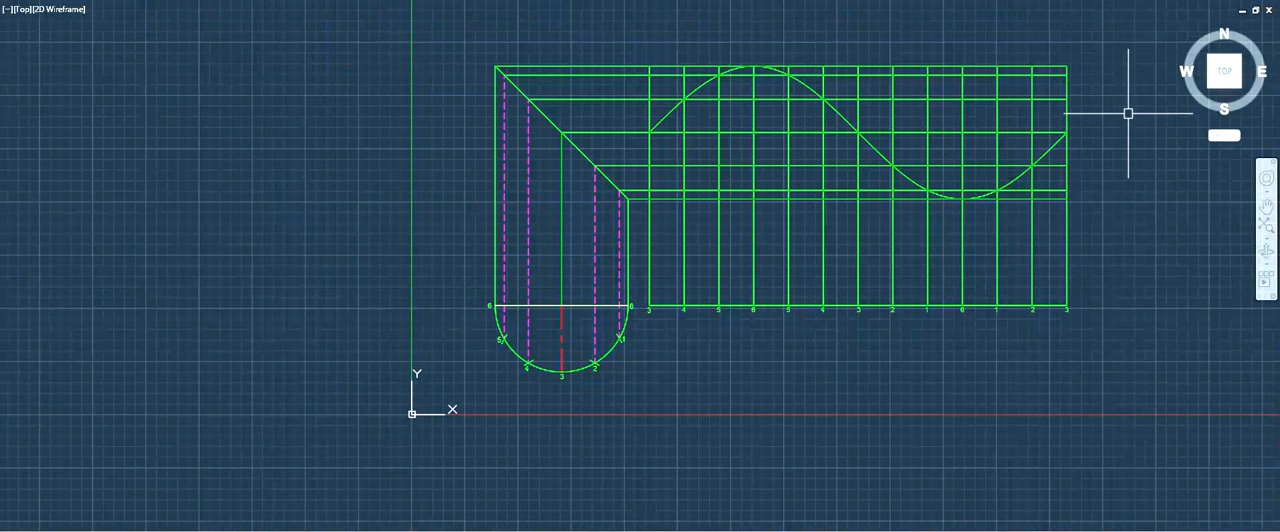 [−][Top][2D Wireframe]
N
W TOP E
S
6 0 3 4 5 6 5 4 3 2 1 0 1 2 3
5 1
4 2
3
Y
X